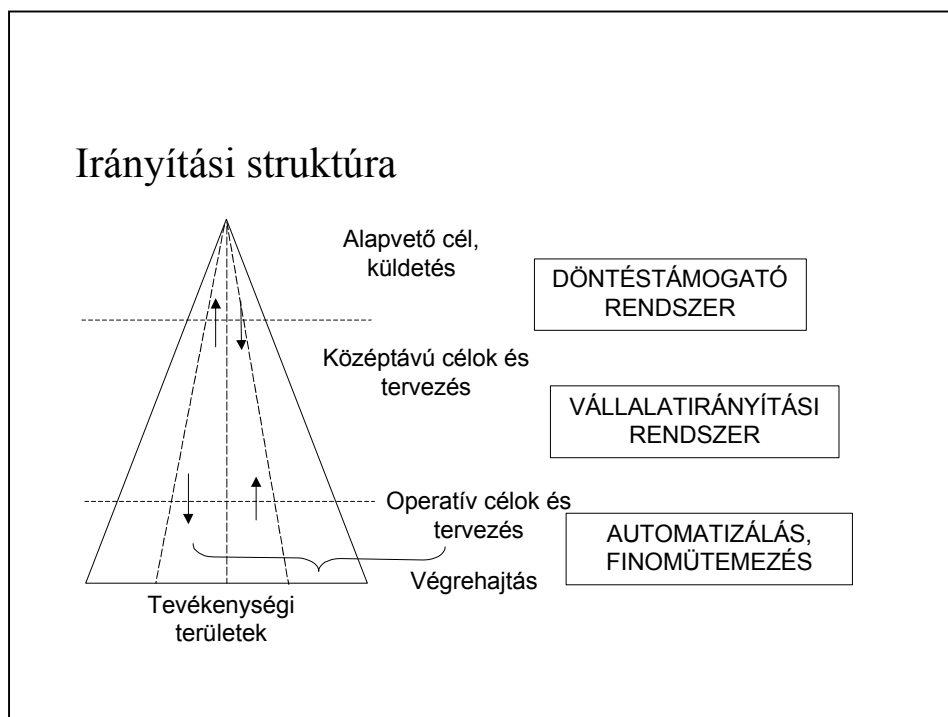 Irányítási struktúra
Alapvető cél,
küldetés
DÖNTÉSTÁMOGATÓ
RENDSZER
Középtávú célok és
tervezés
VÁLLALATIRÁNYÍTÁSI
RENDSZER
Operatív célok és
tervezés
AUTOMATIZÁLÁS,
FINOMÜTEMEZÉS
Végrehajtás
Tevékenységi
területek